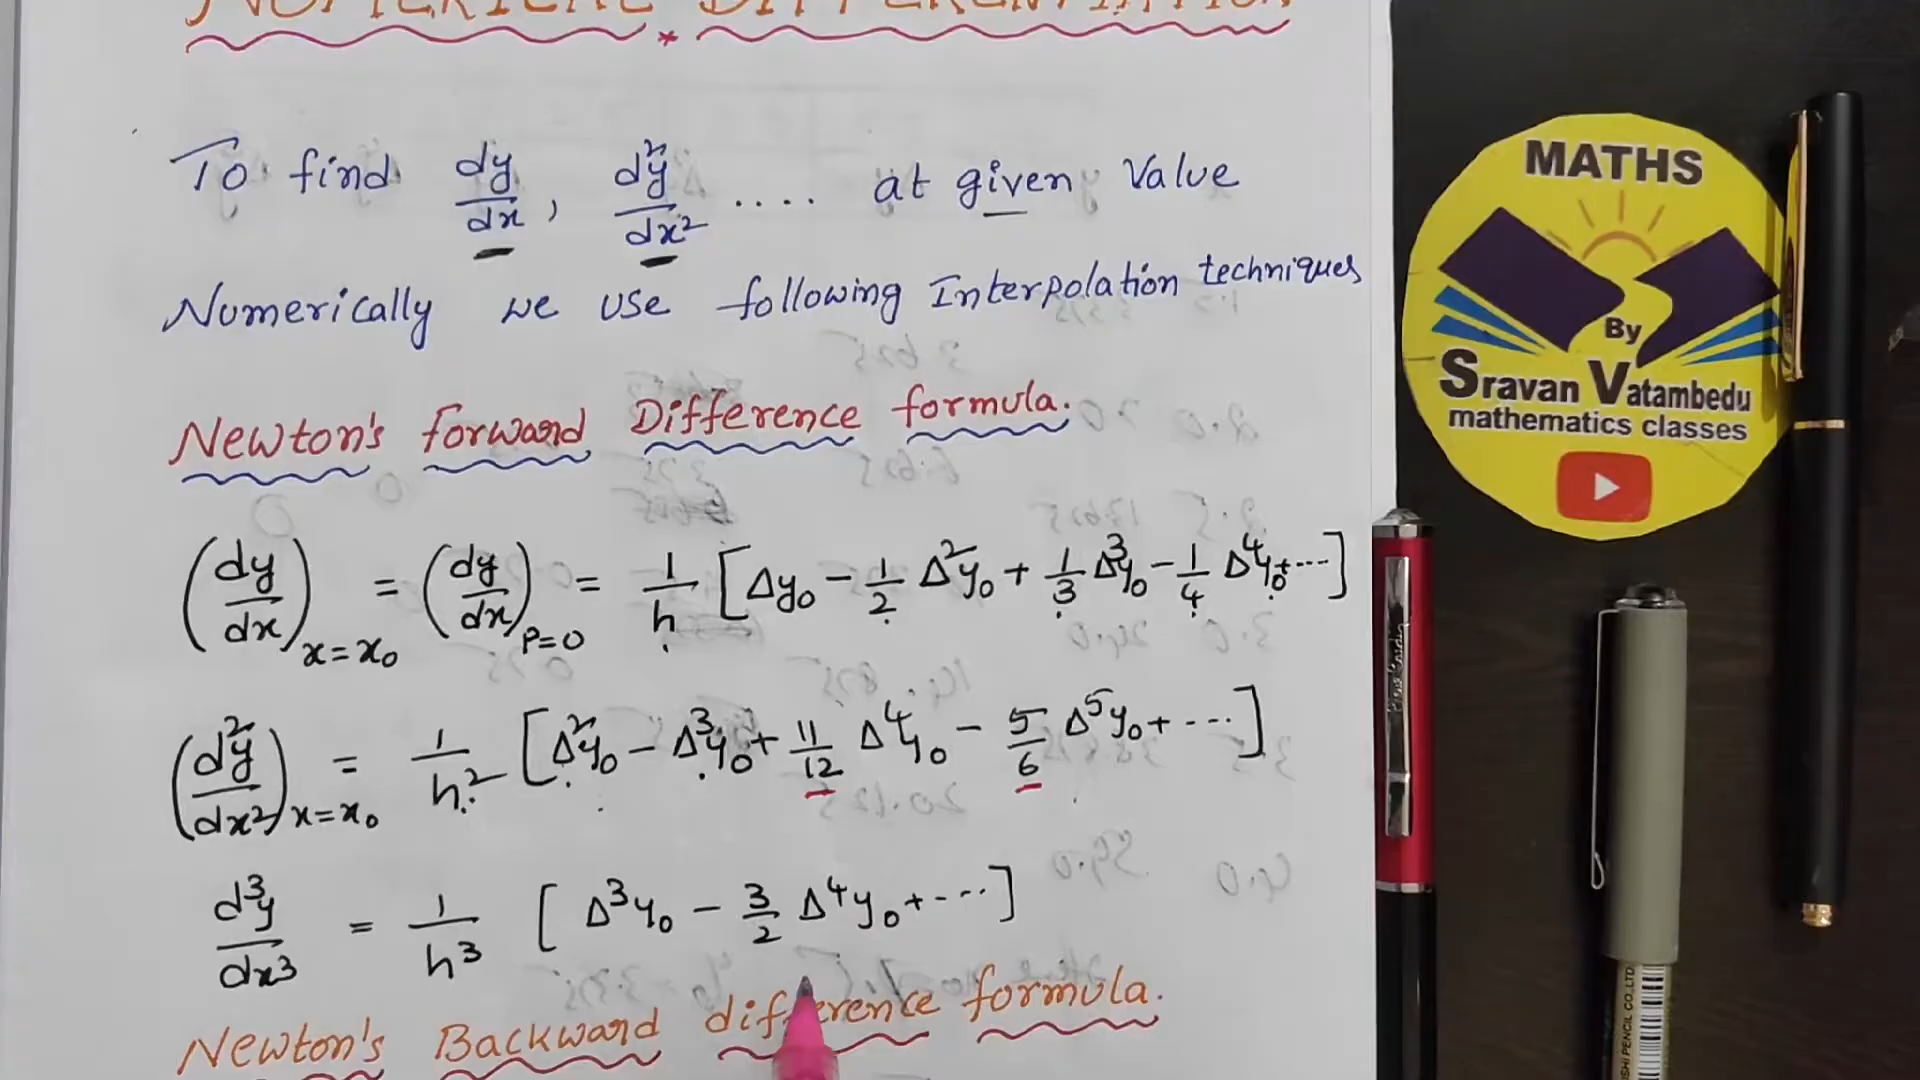 NUMERICAL DIFFERENTIATION
To find dy/dx, d²y/dx² .... at given Value
Numerically we use following Interpolation techniques
Newton's forward Difference formula.
(dy/dx)ₓ₌ₓ₀ = (dy/dx)P=0 = 1/h [Δy₀ - 1/2 Δ²y₀ + 1/3 Δ³y₀ - 1/4 Δ⁴y₀ + ...]
(d²y/dx²)ₓ₌ₓ₀ = 1/h² [Δ²y₀ - Δ³y₀ + 11/12 Δ⁴y₀ - 5/6 Δ⁵y₀ + ...]
d³y/dx³ = 1/h³ [Δ³y₀ - 3/2 Δ⁴y₀ + ...]
Newton's Backward difference formula.
MATHS
By
Sravan Vatambedu
mathematics classes